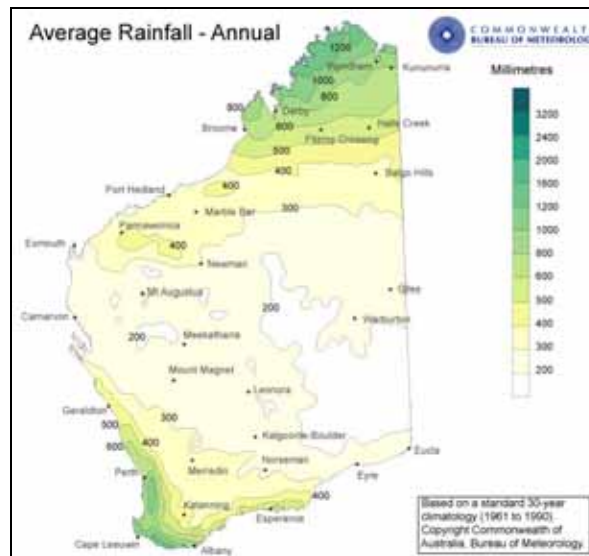 Average Rainfall - Annual
COMMONWEALT
BUREAU OF METEOROLOG
Millimetres
3200
2400
2000
1600
1200
1000
800
600
500
400
300
200
1200
Wyndham
Kununurra
1000
800
800
Derby
Broome
600
Fitzroy Crossing
Halls Creek
500
400
Balgo Hills
400
Port Hedland
300
Marble Bar
Pannawonica
400
Exmouth
Newman
Mt Augustus
Giles
200
Carnarvon
Warburton
200
Meekatharra
Mount Magnet
Leonora
Geraldton
300
500
600
400
Kalgoorlie-Boulder
Eucla
Perth
Merredin
Norseman
Eyre
Katanning
400
Esperance
Cape Leeuwin
Albany
Based on a standard 30-year
climatology (1961 to 1990).
Copyright Commonwealth of
Australia, Bureau of Meteorology.